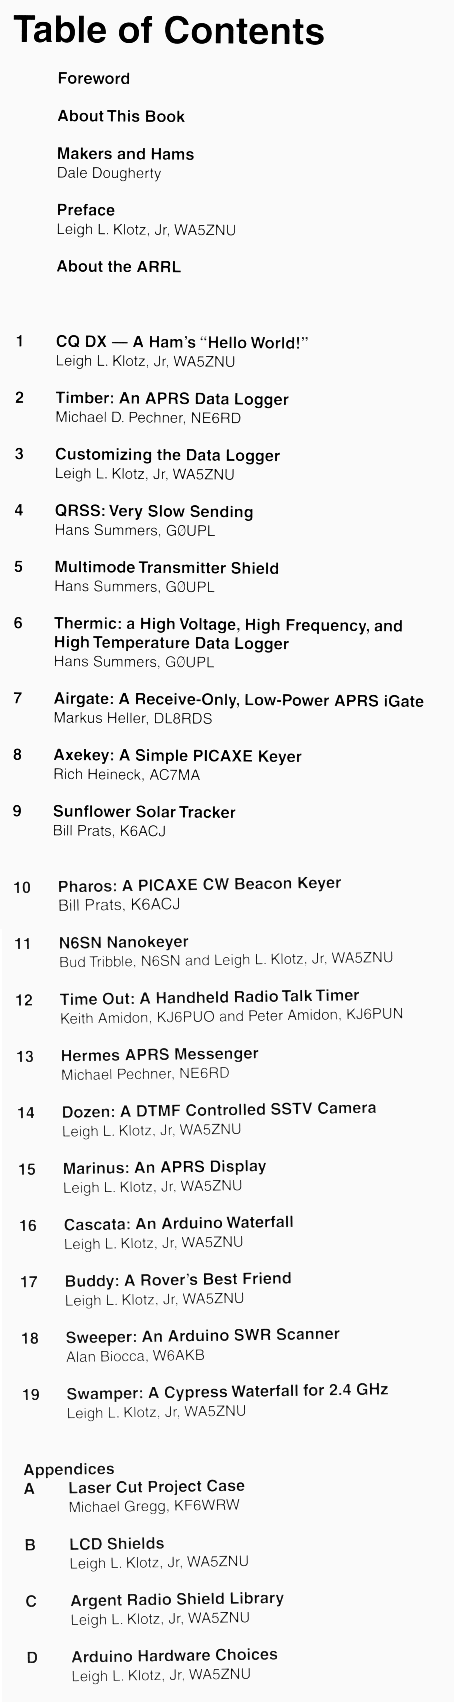 Table of Contents
Foreword
About This Book
Makers and Hams
Dale Dougherty
Preface
Leigh L. Klotz, Jr, WA5ZNU
About the ARRL
1 CQ DX — A Ham's “Hello World!”
Leigh L. Klotz, Jr, WA5ZNU
2 Timber: An APRS Data Logger
Michael D. Pechner, NE6RD
3 Customizing the Data Logger
Leigh L. Klotz, Jr, WA5ZNU
4 QRSS: Very Slow Sending
Hans Summers, GØUPL
5 Multimode Transmitter Shield
Hans Summers, GØUPL
6 Thermic: a High Voltage, High Frequency, and
High Temperature Data Logger
Hans Summers, GØUPL
7 Airgate: A Receive-Only, Low-Power APRS iGate
Markus Heller, DL8RDS
8 Axekey: A Simple PICAXE Keyer
Rich Heineck, AC7MA
9 Sunflower Solar Tracker
Bill Prats, K6ACJ
10 Pharos: A PICAXE CW Beacon Keyer
Bill Prats, K6ACJ
11 N6SN Nanokeyer
Bud Tribble, N6SN and Leigh L. Klotz, Jr, WA5ZNU
12 Time Out: A Handheld Radio Talk Timer
Keith Amidon, KJ6PUO and Peter Amidon, KJ6PUN
13 Hermes APRS Messenger
Michael Pechner, NE6RD
14 Dozen: A DTMF Controlled SSTV Camera
Leigh L. Klotz, Jr, WA5ZNU
15 Marinus: An APRS Display
Leigh L. Klotz, Jr, WA5ZNU
16 Cascata: An Arduino Waterfall
Leigh L. Klotz, Jr, WA5ZNU
17 Buddy: A Rover's Best Friend
Leigh L. Klotz, Jr, WA5ZNU
18 Sweeper: An Arduino SWR Scanner
Alan Biocca, W6AKB
19 Swamper: A Cypress Waterfall for 2.4 GHz
Leigh L. Klotz, Jr, WA5ZNU
Appendices
A Laser Cut Project Case
Michael Gregg, KF6WRW
B LCD Shields
Leigh L. Klotz, Jr, WA5ZNU
C Argent Radio Shield Library
Leigh L. Klotz, Jr, WA5ZNU
D Arduino Hardware Choices
Leigh L. Klotz, Jr, WA5ZNU